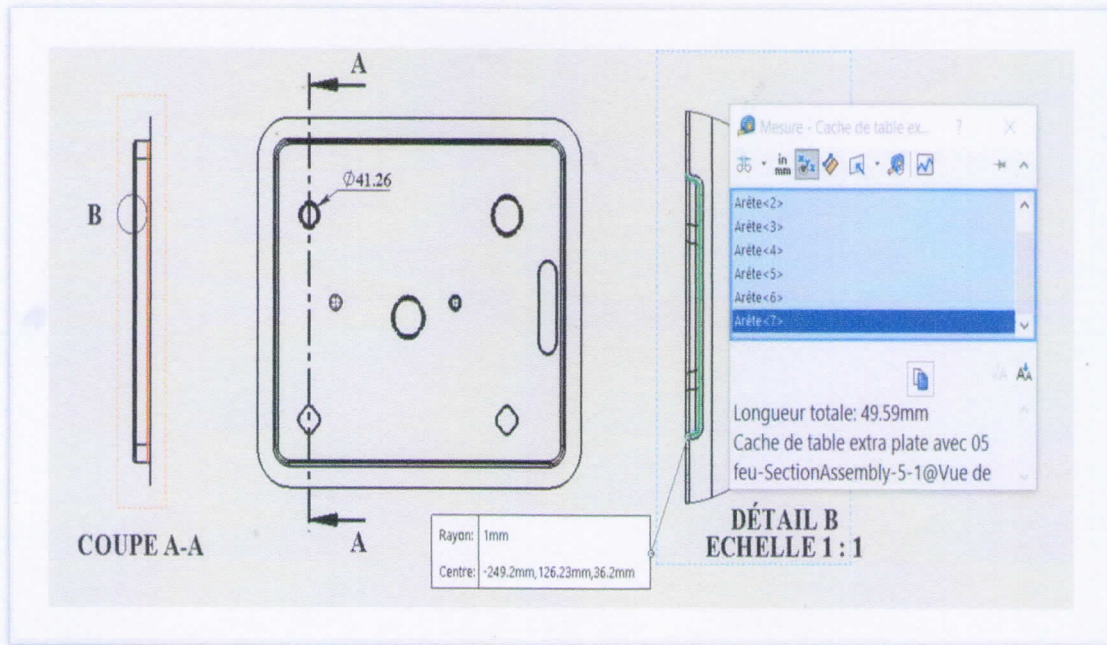 A
Ø41.26
B
A
COUPE A-A
Mesure - Cache de table ex... ? X
in
mm
Arête<2>
Arête<3>
Arête<4>
Arête<5>
Arête<6>
Arête<7>
Longueur totale: 49.59mm
Cache de table extra plate avec 05
feu-SectionAssembly-5-1@Vue de
Rayon: 1mm
Centre: -249.2mm,126.23mm,36.2mm
DÉTAIL B
ECHELLE 1 : 1